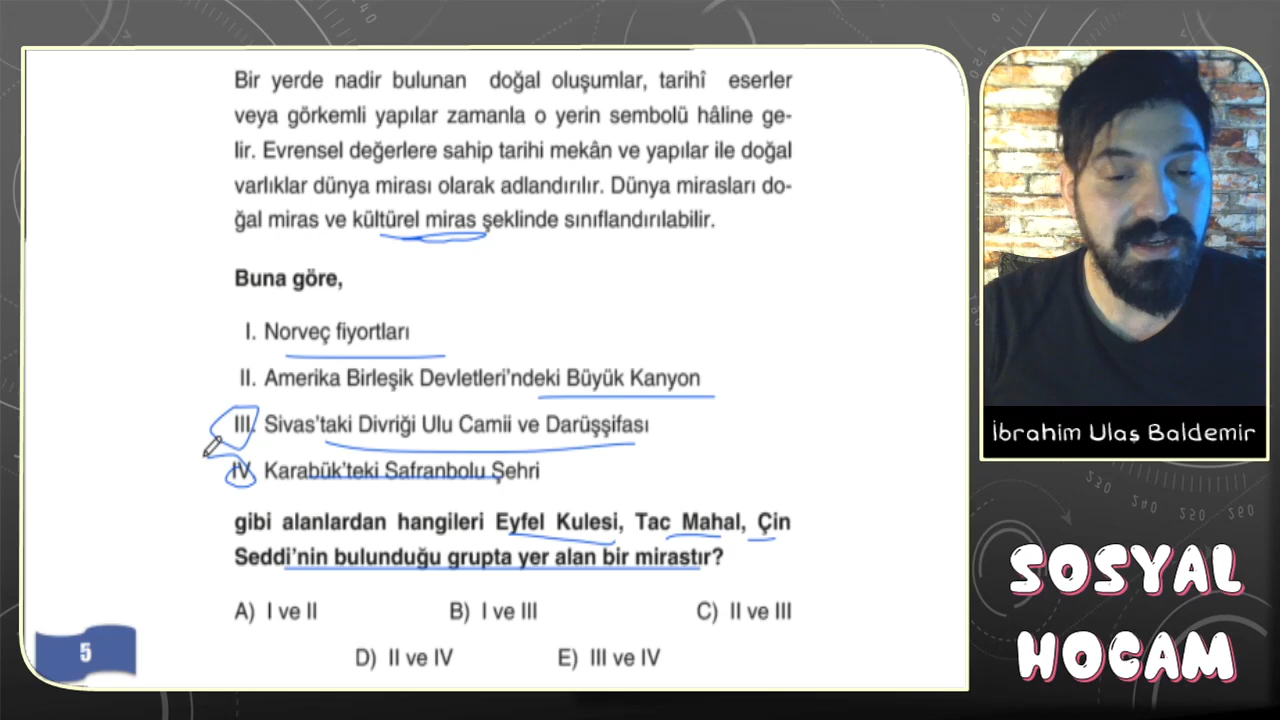 Bir yerde nadir bulunan doğal oluşumlar, tarihî eserler
veya görkemli yapılar zamanla o yerin sembolü hâline ge-
lir. Evrensel değerlere sahip tarihi mekân ve yapılar ile doğal
varlıklar dünya mirası olarak adlandırılır. Dünya mirasları do-
ğal miras ve kültürel miras şeklinde sınıflandırılabilir.
Buna göre,
I. Norveç fiyortları
II. Amerika Birleşik Devletleri'ndeki Büyük Kanyon
III. Sivas'taki Divriği Ulu Camii ve Darüşşifası
IV. Karabük'teki Safranbolu Şehri
gibi alanlardan hangileri Eyfel Kulesi, Tac Mahal, Çin
Seddi'nin bulunduğu grupta yer alan bir mirastır?
A) I ve II B) I ve III C) II ve III
D) II ve IV E) III ve IV
5
İbrahim Ulaş Baldemir
SOSYAL
HOCAM
40
230 240 250 260